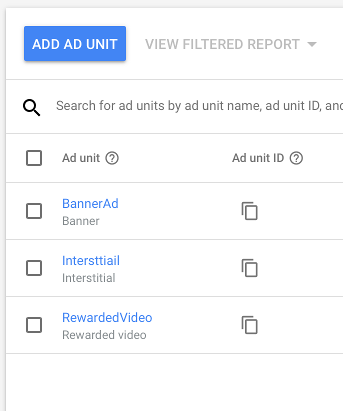 ADD AD UNIT VIEW FILTERED REPORT
Search for ad units by ad unit name, ad unit ID, and
Ad unit Ad unit ID
BannerAd
Banner
Intersttiail
Interstitial
RewardedVideo
Rewarded video